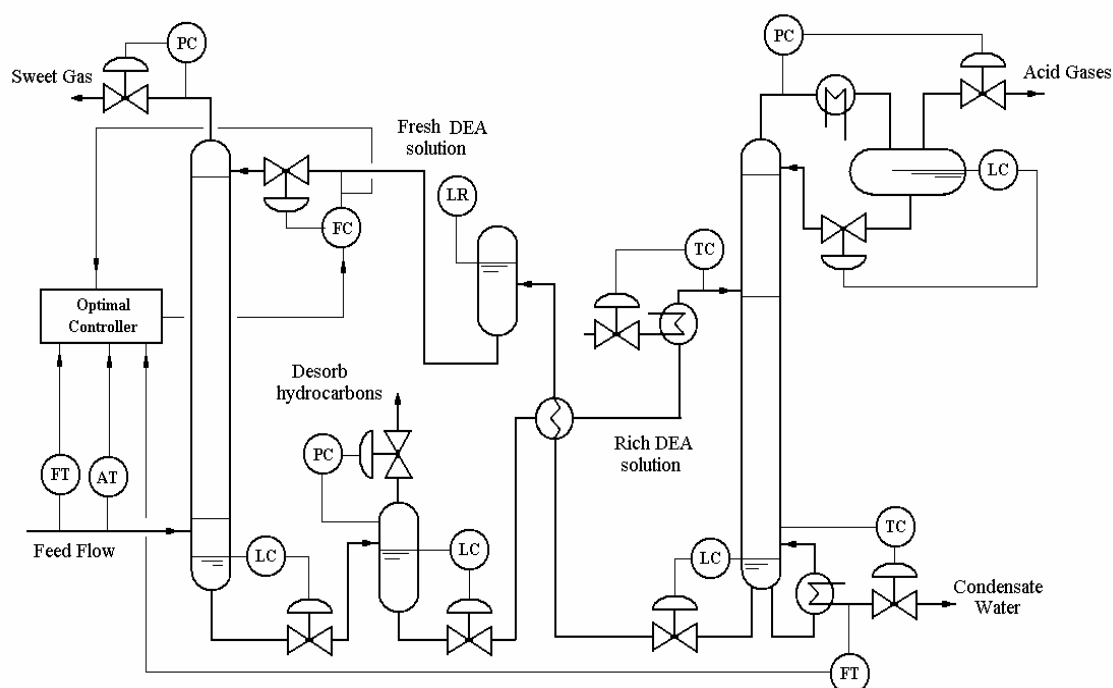 PC
PC
Sweet Gas
Acid Gases
Fresh DEA
solution
LR
LC
FC
TC
Optimal
Controller
Desorb
hydrocarbons
Rich DEA
solution
PC
FT
AT
TC
Feed Flow
LC
LC
LC
Condensate
Water
FT